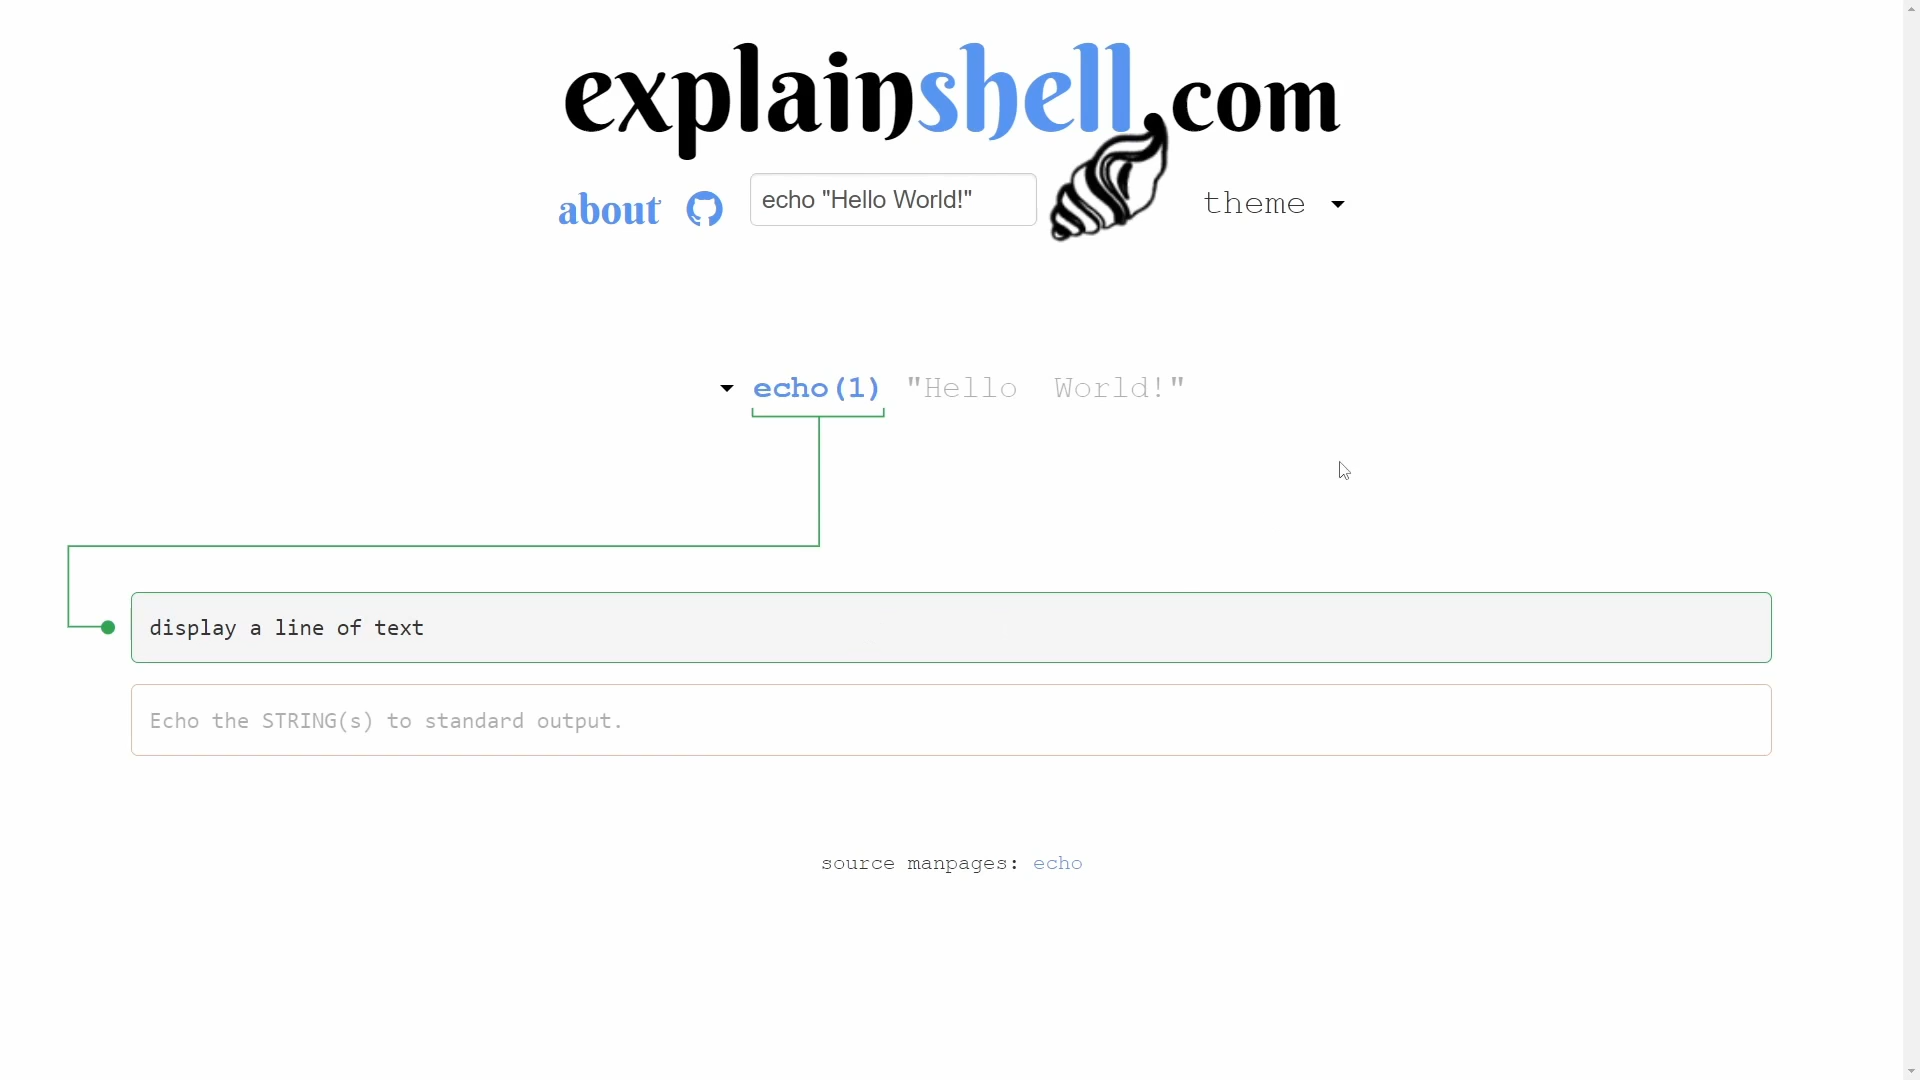 explainshell.com
about echo "Hello World!" theme
echo(1) "Hello World!"
display a line of text
Echo the STRING(s) to standard output.
source manpages: echo